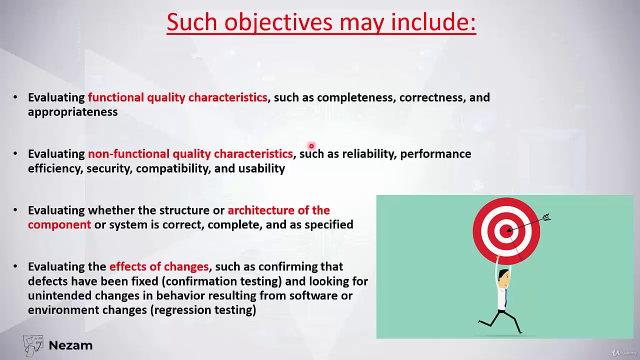 Such objectives may include:
• Evaluating functional quality characteristics, such as completeness, correctness, and
appropriateness
• Evaluating non-functional quality characteristics, such as reliability, performance
efficiency, security, compatibility, and usability
• Evaluating whether the structure or architecture of the
component or system is correct, complete, and as specified
• Evaluating the effects of changes, such as confirming that
defects have been fixed (confirmation testing) and looking for
unintended changes in behavior resulting from software or
environment changes (regression testing)
Nezam